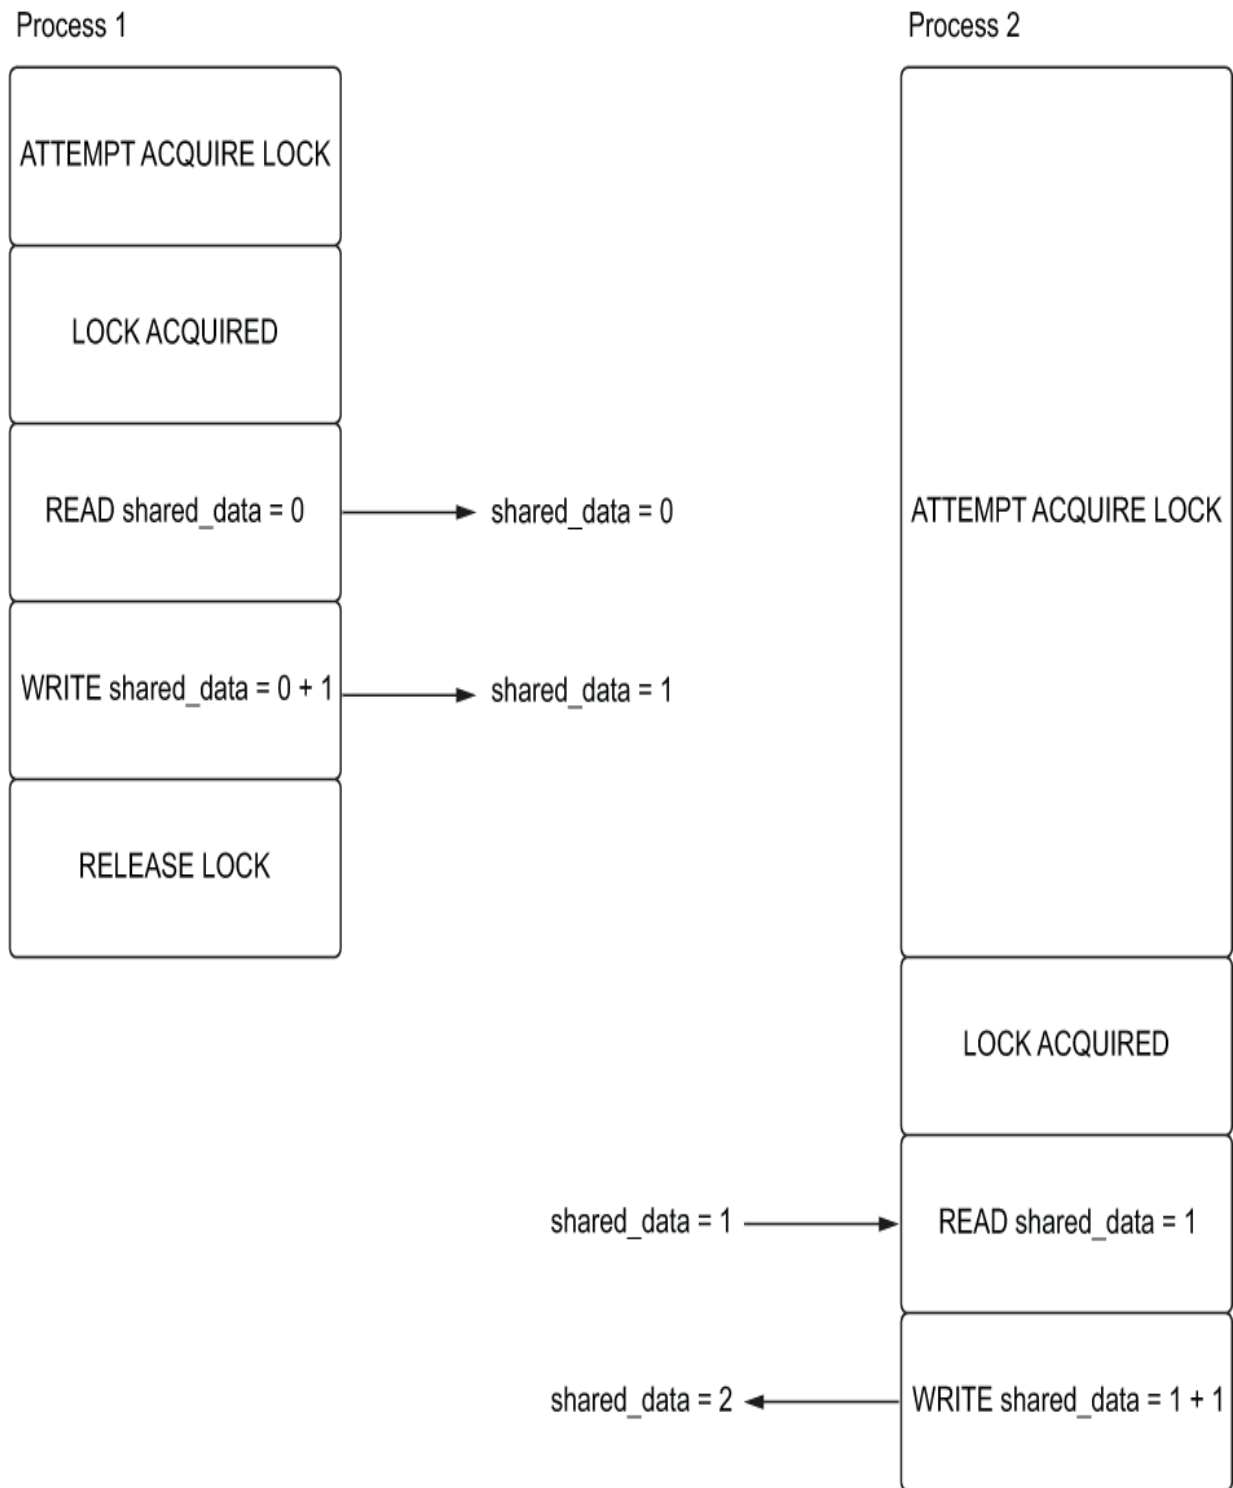 Process 1
Process 2
ATTEMPT ACQUIRE LOCK
LOCK ACQUIRED
READ shared_data = 0
shared_data = 0
ATTEMPT ACQUIRE LOCK
WRITE shared_data = 0 + 1
shared_data = 1
RELEASE LOCK
LOCK ACQUIRED
shared_data = 1
READ shared_data = 1
shared_data = 2
WRITE shared_data = 1 + 1